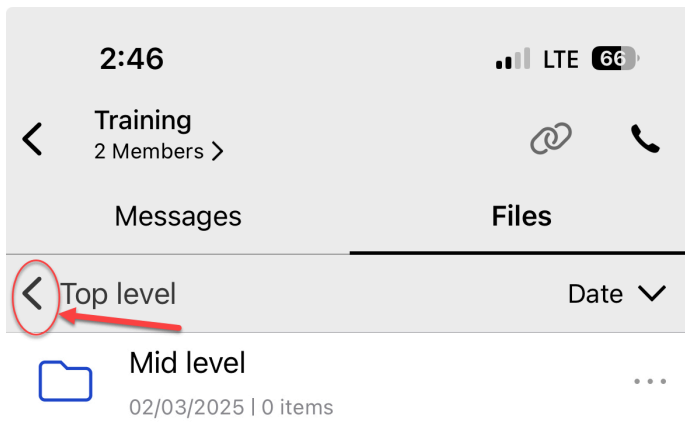 2:46 LTE 66
Training
2 Members
Messages Files
Top level Date
Mid level
02/03/2025 | 0 items